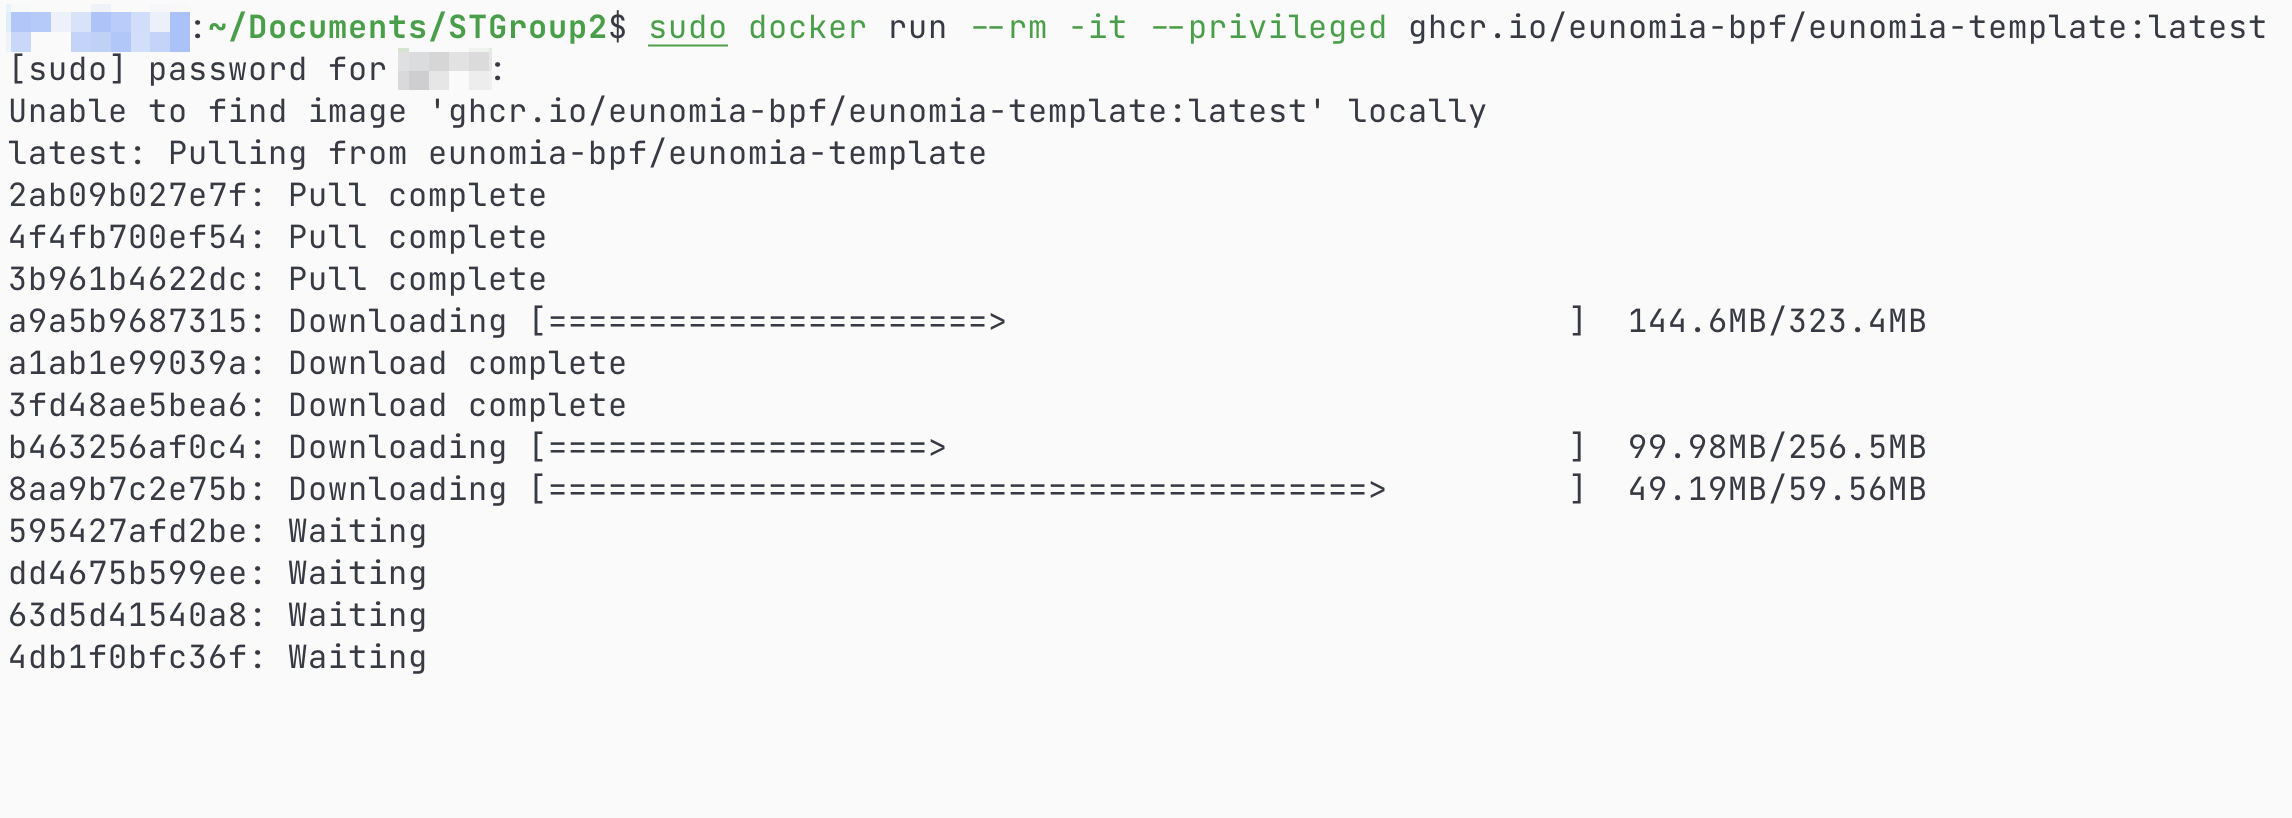 :~/Documents/STGroup2$ sudo docker run --rm -it --privileged ghcr.io/eunomia-bpf/eunomia-template:latest
[sudo] password for :
Unable to find image 'ghcr.io/eunomia-bpf/eunomia-template:latest' locally
latest: Pulling from eunomia-bpf/eunomia-template
2ab09b027e7f: Pull complete
4f4fb700ef54: Pull complete
3b961b4622dc: Pull complete
a9a5b9687315: Downloading [======================>                            ]  144.6MB/323.4MB
a1ab1e99039a: Download complete
3fd48ae5bea6: Download complete
b463256af0c4: Downloading [===================>                               ]  99.98MB/256.5MB
8aa9b7c2e75b: Downloading [=========================================>         ]  49.19MB/59.56MB
595427afd2be: Waiting
dd4675b599ee: Waiting
63d5d41540a8: Waiting
4db1f0bfc36f: Waiting